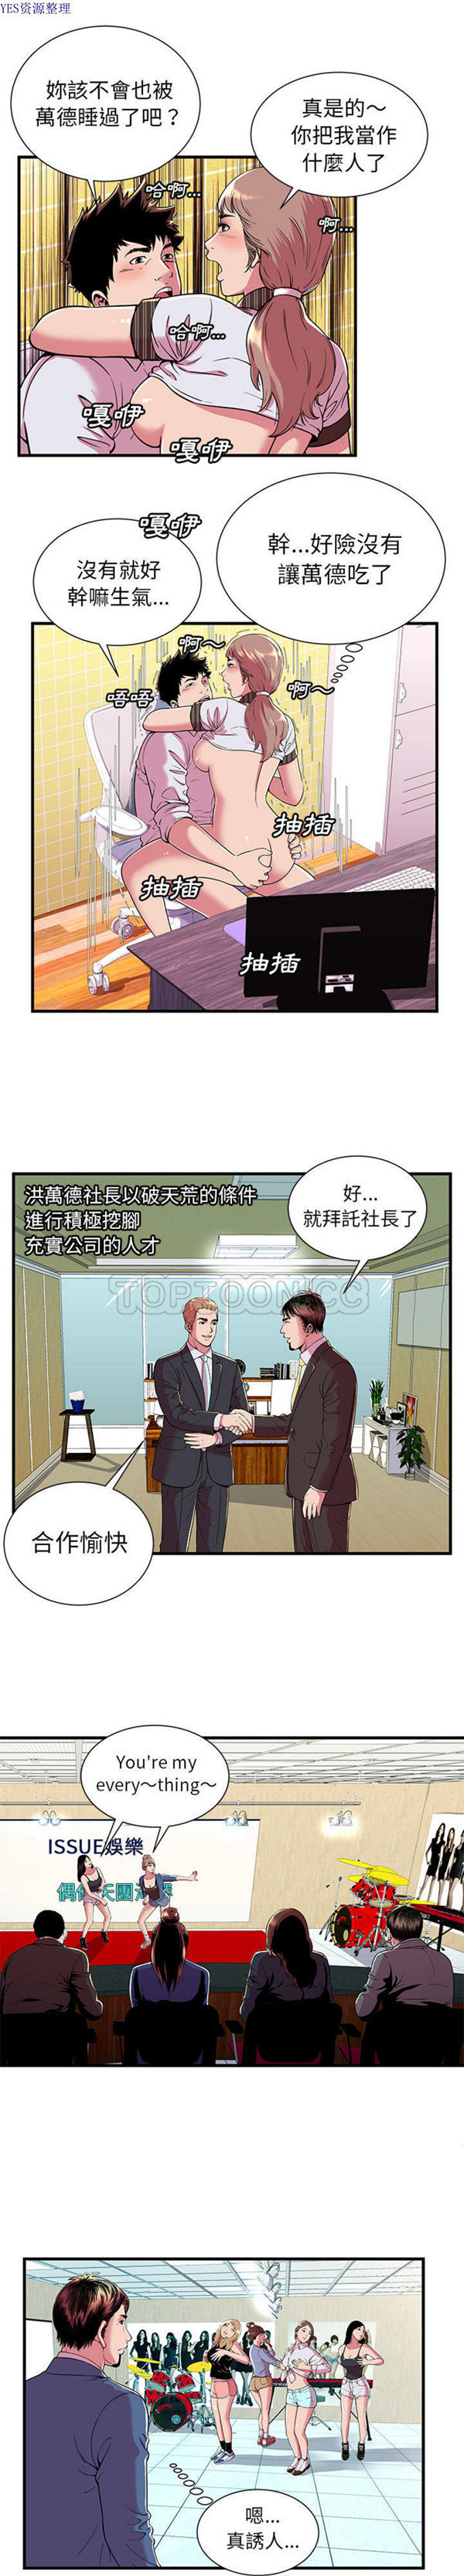 YES资源整理
妳該不會也被
萬德睡過了吧？
真是的～
你把我當作
什麼人了
哈啊...
啊...
哈啊...
嘎咿
嘎咿
嘎咿
幹...好險沒有
讓萬德吃了
沒有就好
幹嘛生氣...
啊～
唔唔
啊～
抽插
抽插
抽插
洪萬德社長以破天荒的條件
進行積極挖腳
充實公司的人才
好...
就拜託社長了
TOPTOON.CC
合作愉快
You're my
every～thing～
ISSUE娛樂
嗯...
真誘人...